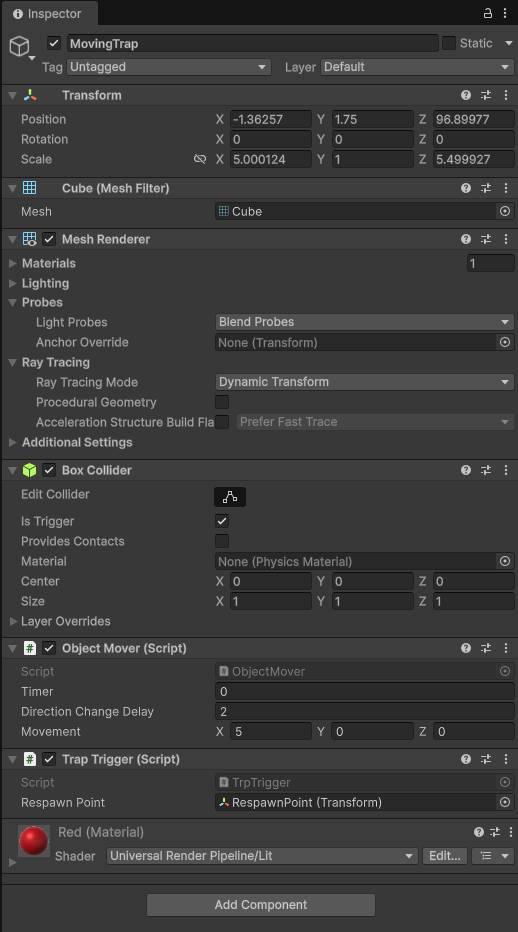 Inspector
MovingTrap Static
Tag Untagged Layer Default
Transform
Position X -1.36257 Y 1.75 Z 96.89977
Rotation X 0 Y 0 Z 0
Scale X 5.000124 Y 1 Z 5.499927
Cube (Mesh Filter)
Mesh Cube
Mesh Renderer
Materials 1
Lighting
Probes
Light Probes Blend Probes
Anchor Override None (Transform)
Ray Tracing
Ray Tracing Mode Dynamic Transform
Procedural Geometry
Acceleration Structure Build Fla Prefer Fast Trace
Additional Settings
Box Collider
Edit Collider
Is Trigger
Provides Contacts
Material None (Physics Material)
Center X 0 Y 0 Z 0
Size X 1 Y 1 Z 1
Layer Overrides
# Object Mover (Script)
Script # ObjectMover
Timer 0
Direction Change Delay 2
Movement X 5 Y 0 Z 0
# Trap Trigger (Script)
Script # TrpTrigger
Respawn Point RespawnPoint (Transform)
Red (Material)
Shader Universal Render Pipeline/Lit Edit...
Add Component